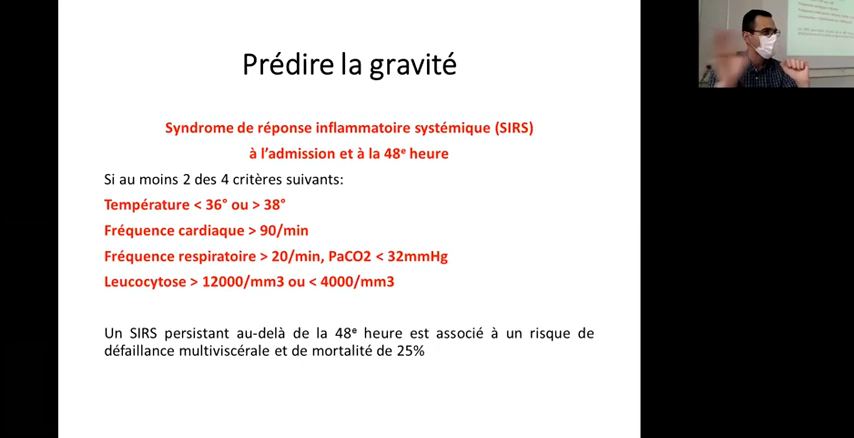 Prédire la gravité
Syndrome de réponse inflammatoire systémique (SIRS)
à l'admission et à la 48ᵉ heure
Si au moins 2 des 4 critères suivants:
Température < 36° ou > 38°
Fréquence cardiaque > 90/min
Fréquence respiratoire > 20/min, PaCO2 < 32mmHg
Leucocytose > 12000/mm3 ou < 4000/mm3
Un SIRS persistant au-delà de la 48ᵉ heure est associé à un risque de
défaillance multiviscérale et de mortalité de 25%